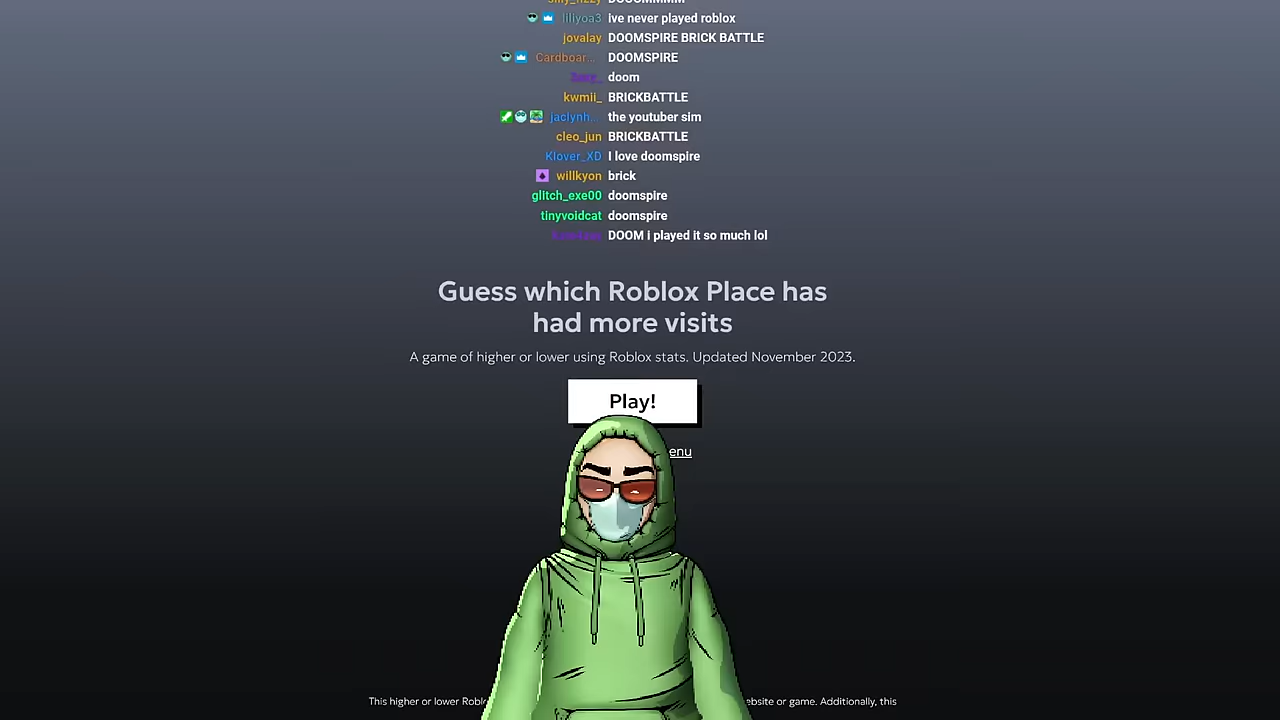 liliyoa3 ive never played roblox
jovalay DOOMSPIRE BRICK BATTLE
Cardboar... DOOMSPIRE
doom
kwmii_ BRICKBATTLE
jaclynh... the youtuber sim
cleo_jun BRICKBATTLE
Klover_XD I love doomspire
willkyon brick
glitch_exe00 doomspire
tinyvoidcat doomspire
DOOM i played it so much lol
Guess which Roblox Place has
had more visits
A game of higher or lower using Roblox stats. Updated November 2023.
Play!
enu
This higher or lower Roblo
ebsite or game. Additionally, this